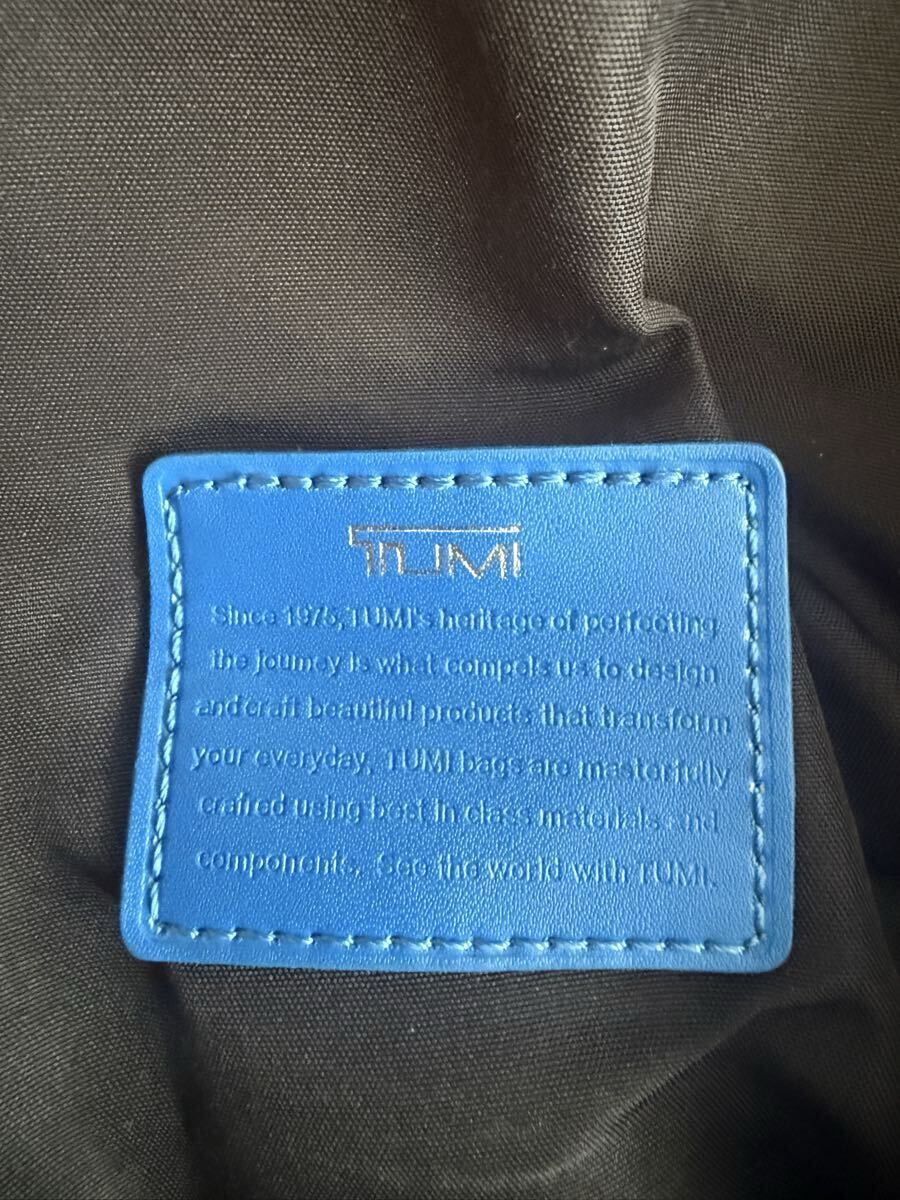 TUMI
Since 1975, TUMI's heritage of perfecting
the journey is what compels us to design
and craft beautiful products that transform
your everyday. TUMI bags are masterfully
crafted using best in class materials and
components. See the world with TUMI.